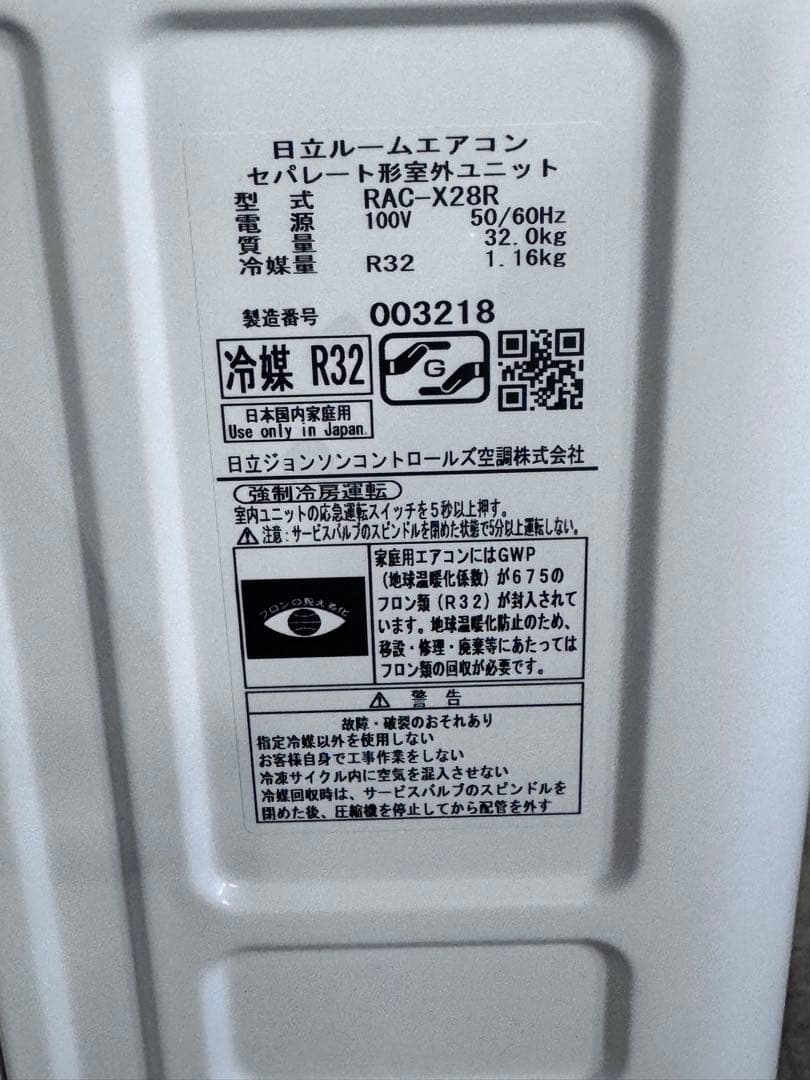 日立ルームエアコン
セパレート形室外ユニット
型 式 RAC-X28R
電 源 100V 50/60Hz
質 量 32.0kg
冷媒量 R32 1.16kg
製造番号 003218
冷媒 R32
G
日本国内家庭用
Use only in Japan.
日立ジョンソンコントロールズ空調株式会社
強制冷房運転
室内ユニットの応急運転スイッチを5秒以上押す。
注意:サービスバルブのスピンドルを閉めた状態で5分以上運転しない。
フロンの見える化
家庭用エアコンにはGWP
(地球温暖化係数)が675の
フロン類(R32)が封入されて
います。地球温暖化防止のため、
移設・修理・廃棄等にあたっては
フロン類の回収が必要です。
警 告
故障・破裂のおそれあり
指定冷媒以外を使用しない
お客様自身で工事作業をしない
冷凍サイクル内に空気を混入させない
冷媒回収時は、サービスバルブのスピンドルを
閉めた後、圧縮機を停止してから配管を外す